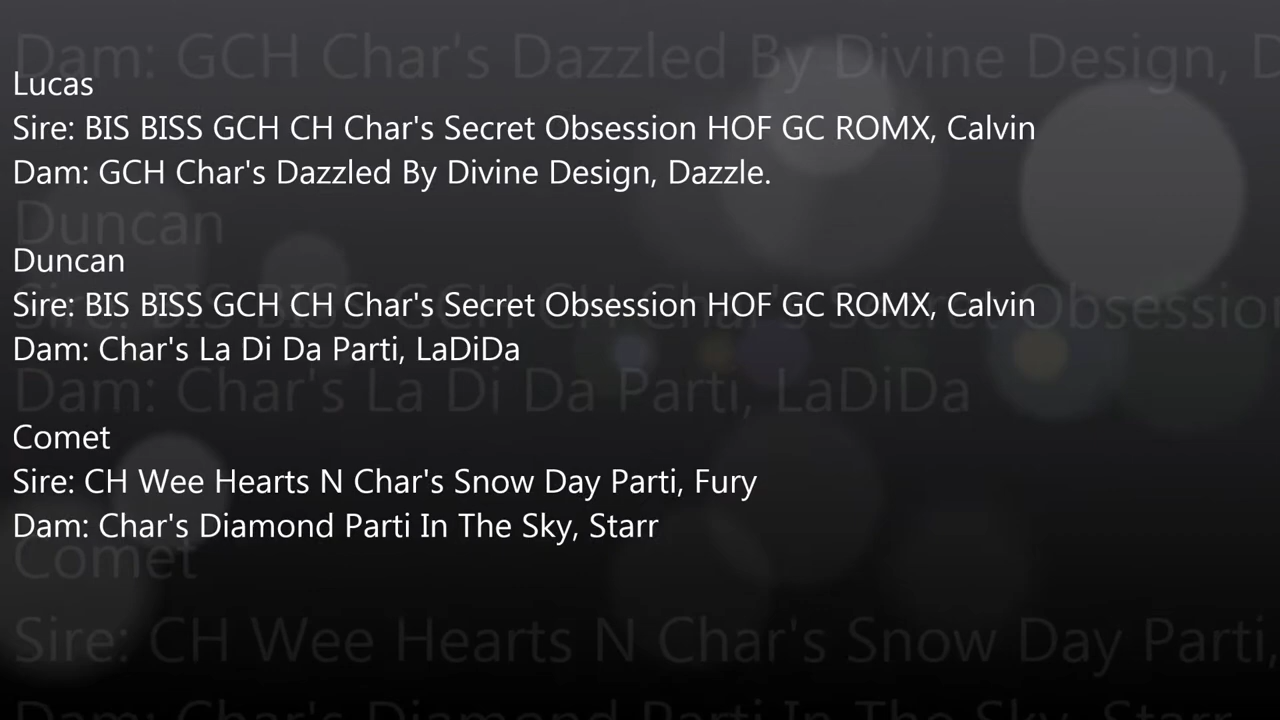 Lucas
Sire: BIS BISS GCH CH Char's Secret Obsession HOF GC ROMX, Calvin
Dam: GCH Char's Dazzled By Divine Design, Dazzle.
Duncan
Sire: BIS BISS GCH CH Char's Secret Obsession HOF GC ROMX, Calvin
Dam: Char's La Di Da Parti, LaDiDa
Comet
Sire: CH Wee Hearts N Char's Snow Day Parti, Fury
Dam: Char's Diamond Parti In The Sky, Starr